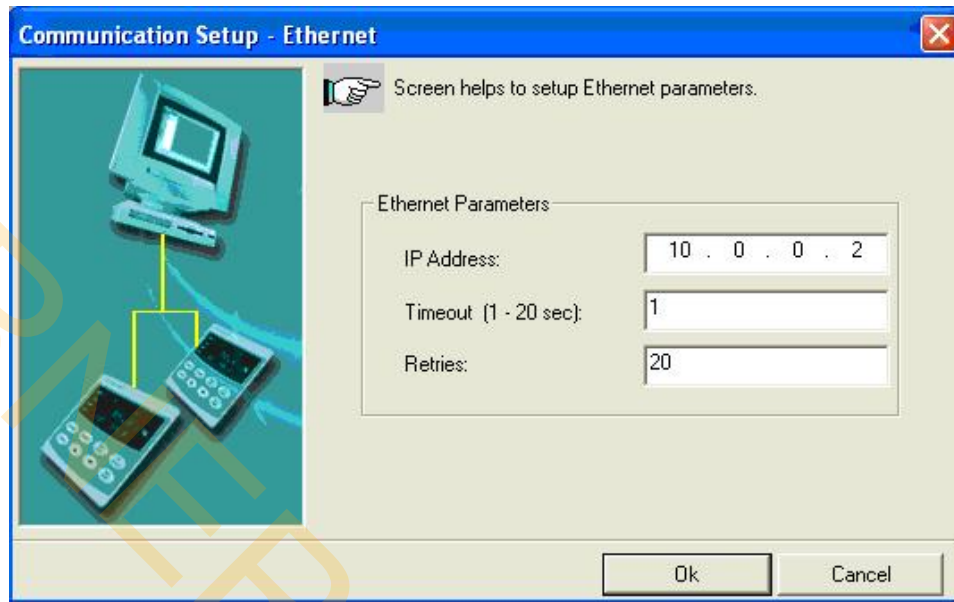 Communication Setup - Ethernet
Screen helps to setup Ethernet parameters.
Ethernet Parameters
IP Address: 10 . 0 . 0 . 2
Timeout (1 - 20 sec): 1
Retries: 20
Ok Cancel